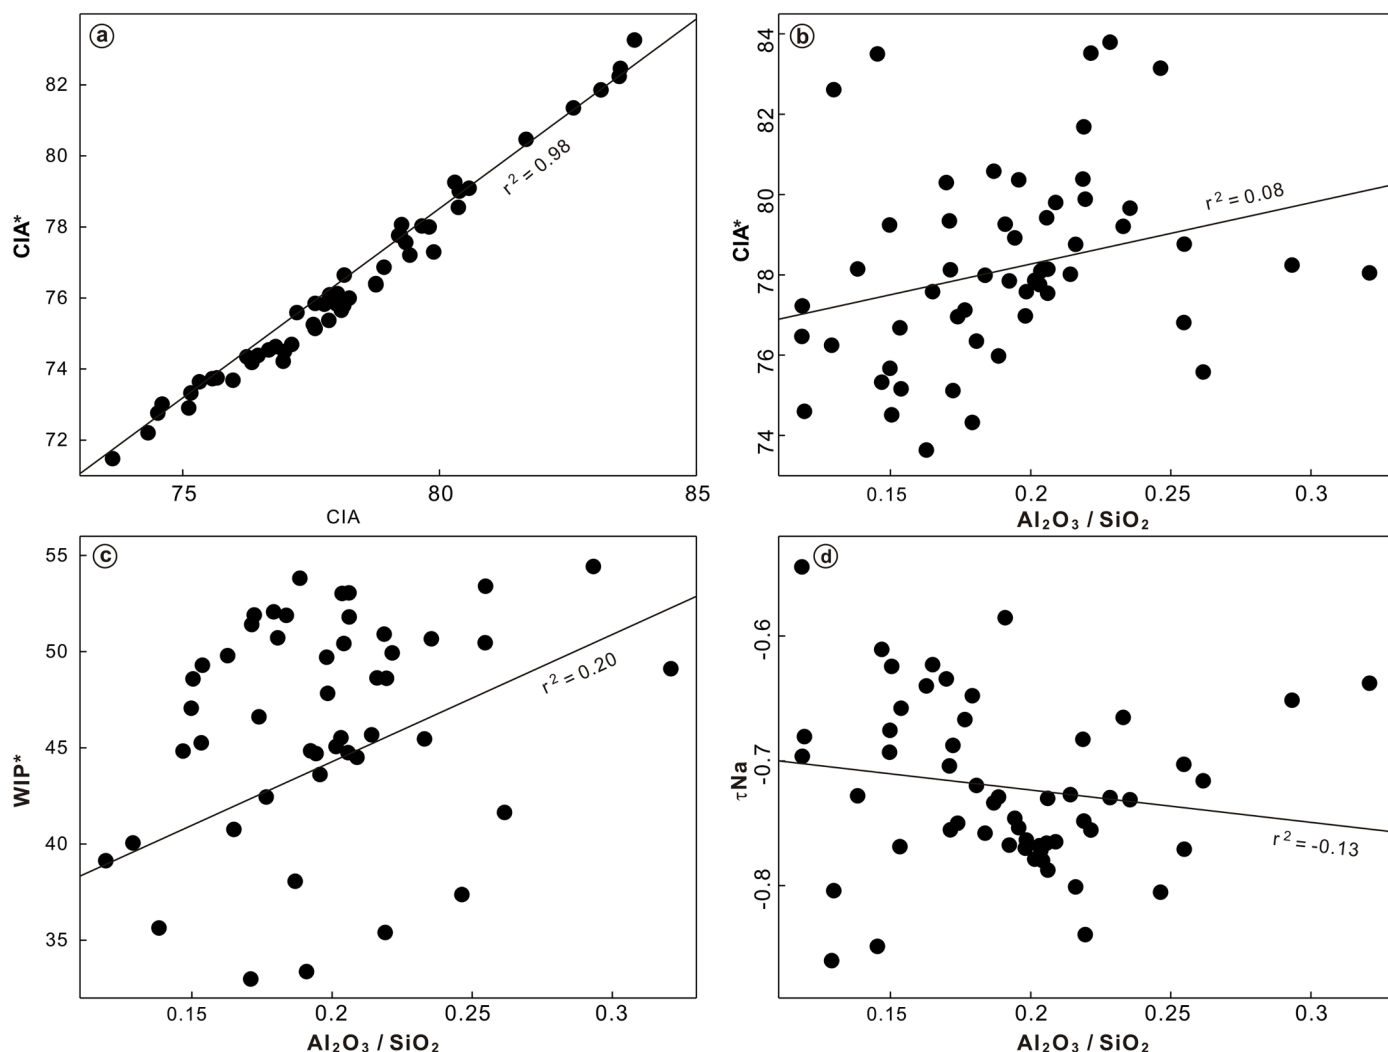 a
82
80
78
76
74
72
CIA*
r² = 0.98
75
80
85
CIA
b
84
82
80
78
76
74
CIA*
r² = 0.08
0.15
0.2
0.25
0.3
Al₂O₃ / SiO₂
c
55
50
45
40
35
WIP*
r² = 0.20
0.15
0.2
0.25
0.3
Al₂O₃ / SiO₂
d
-0.6
-0.7
-0.8
τNa
r² = -0.13
0.15
0.2
0.25
0.3
Al₂O₃ / SiO₂